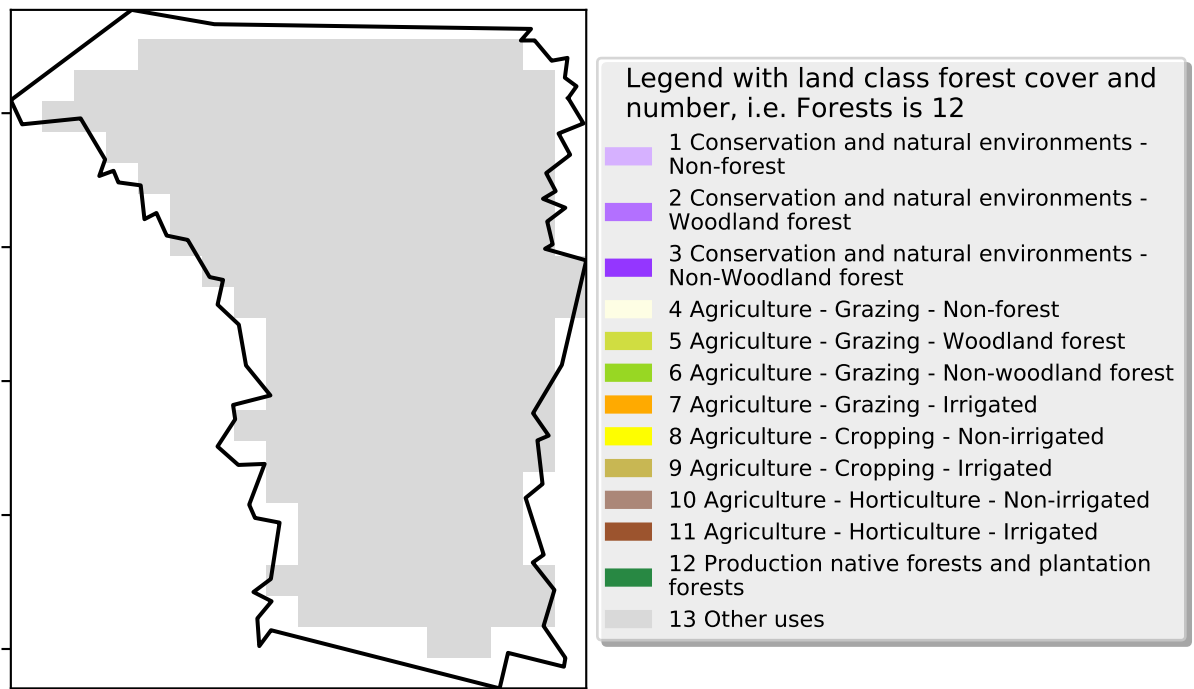 Legend with land class forest cover and
number, i.e. Forests is 12
1 Conservation and natural environments -
Non-forest
2 Conservation and natural environments -
Woodland forest
3 Conservation and natural environments -
Non-Woodland forest
4 Agriculture - Grazing - Non-forest
5 Agriculture - Grazing - Woodland forest
6 Agriculture - Grazing - Non-woodland forest
7 Agriculture - Grazing - Irrigated
8 Agriculture - Cropping - Non-irrigated
9 Agriculture - Cropping - Irrigated
10 Agriculture - Horticulture - Non-irrigated
11 Agriculture - Horticulture - Irrigated
12 Production native forests and plantation
forests
13 Other uses